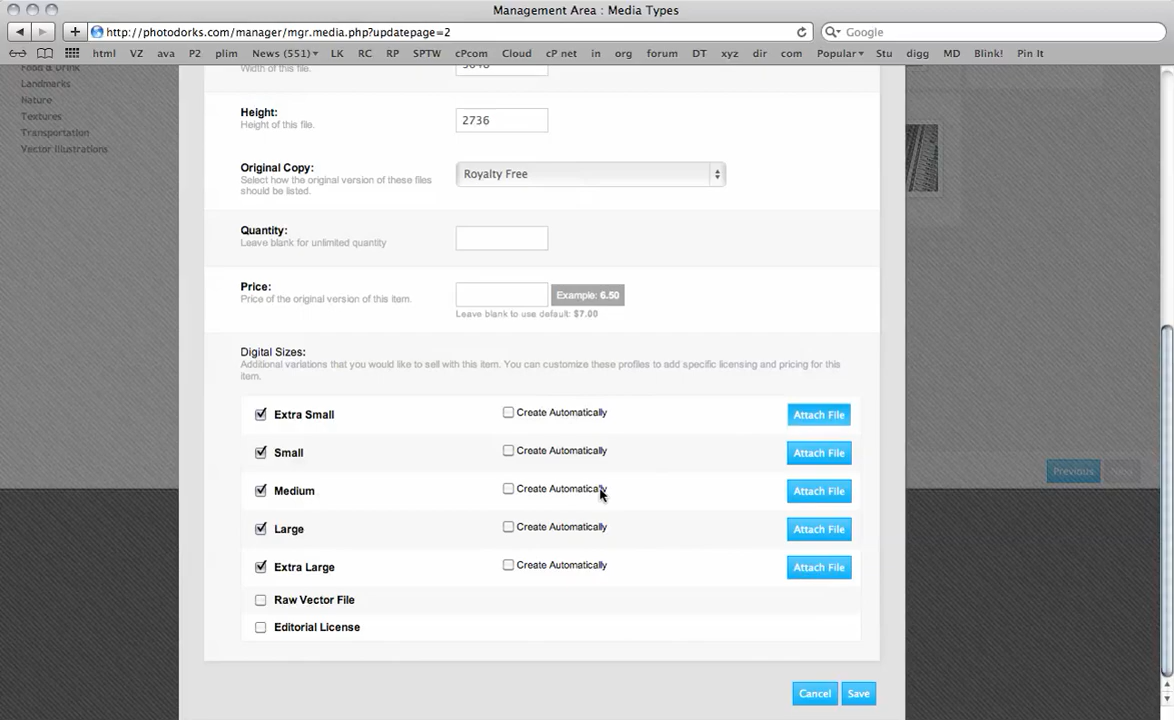 Management Area : Media Types
http://photodorks.com/manager/mgr.media.php?updatepage=2
Google
html VZ ava P2 plim News (551) LK RC RP SPTW cPcom Cloud cP net in org forum DT xyz dir com Popular Stu digg MD Blink! Pin It
Food & Drink
Landmarks
Nature
Textures
Transportation
Vector Illustrations
Width of this file.
3648
Height:
Height of this file.
2736
Original Copy:
Select how the original version of these files
should be listed.
Royalty Free
Quantity:
Leave blank for unlimited quantity
Price:
Price of the original version of this item.
Example: 6.50
Leave blank to use default: $7.00
Digital Sizes:
Additional variations that you would like to sell with this item. You can customize these profiles to add specific licensing and pricing for this
item.
Extra Small Create Automatically Attach File
Small Create Automatically Attach File
Medium Create Automatically Attach File
Large Create Automatically Attach File
Extra Large Create Automatically Attach File
Raw Vector File
Editorial License
Previous Next
Cancel Save